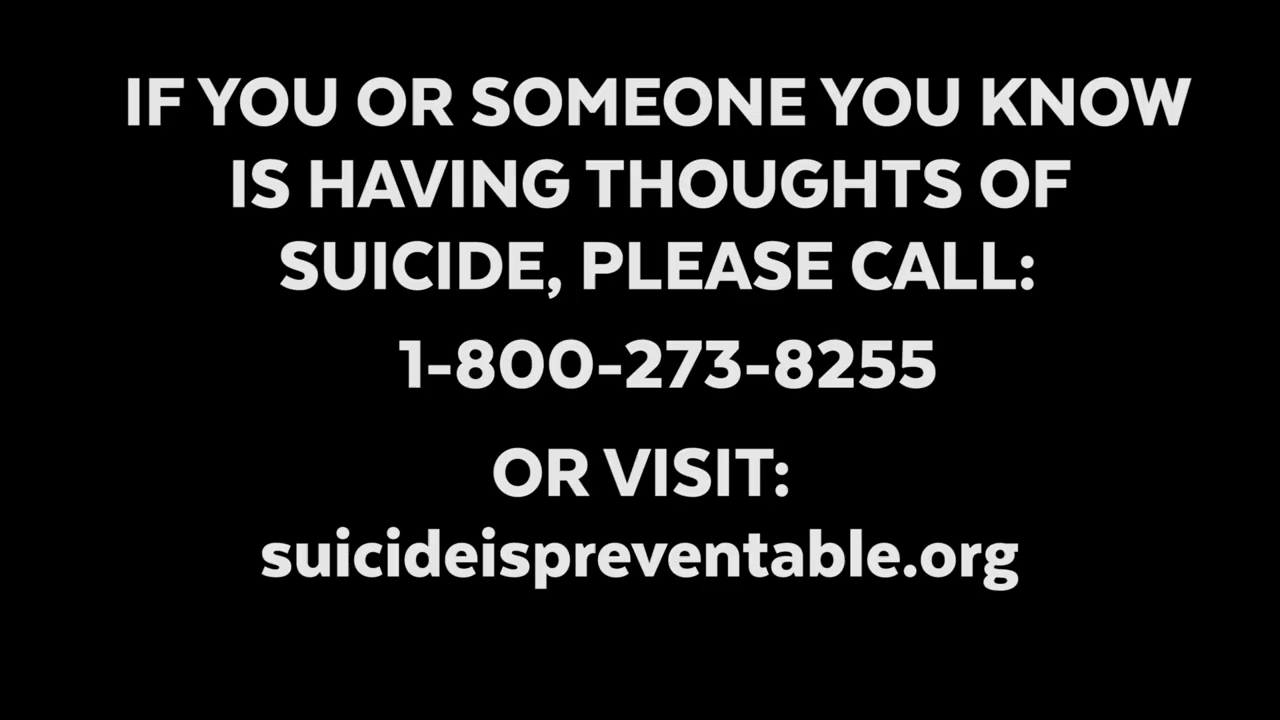 IF YOU OR SOMEONE YOU KNOW
IS HAVING THOUGHTS OF
SUICIDE, PLEASE CALL:
1-800-273-8255
OR VISIT:
suicideispreventable.org